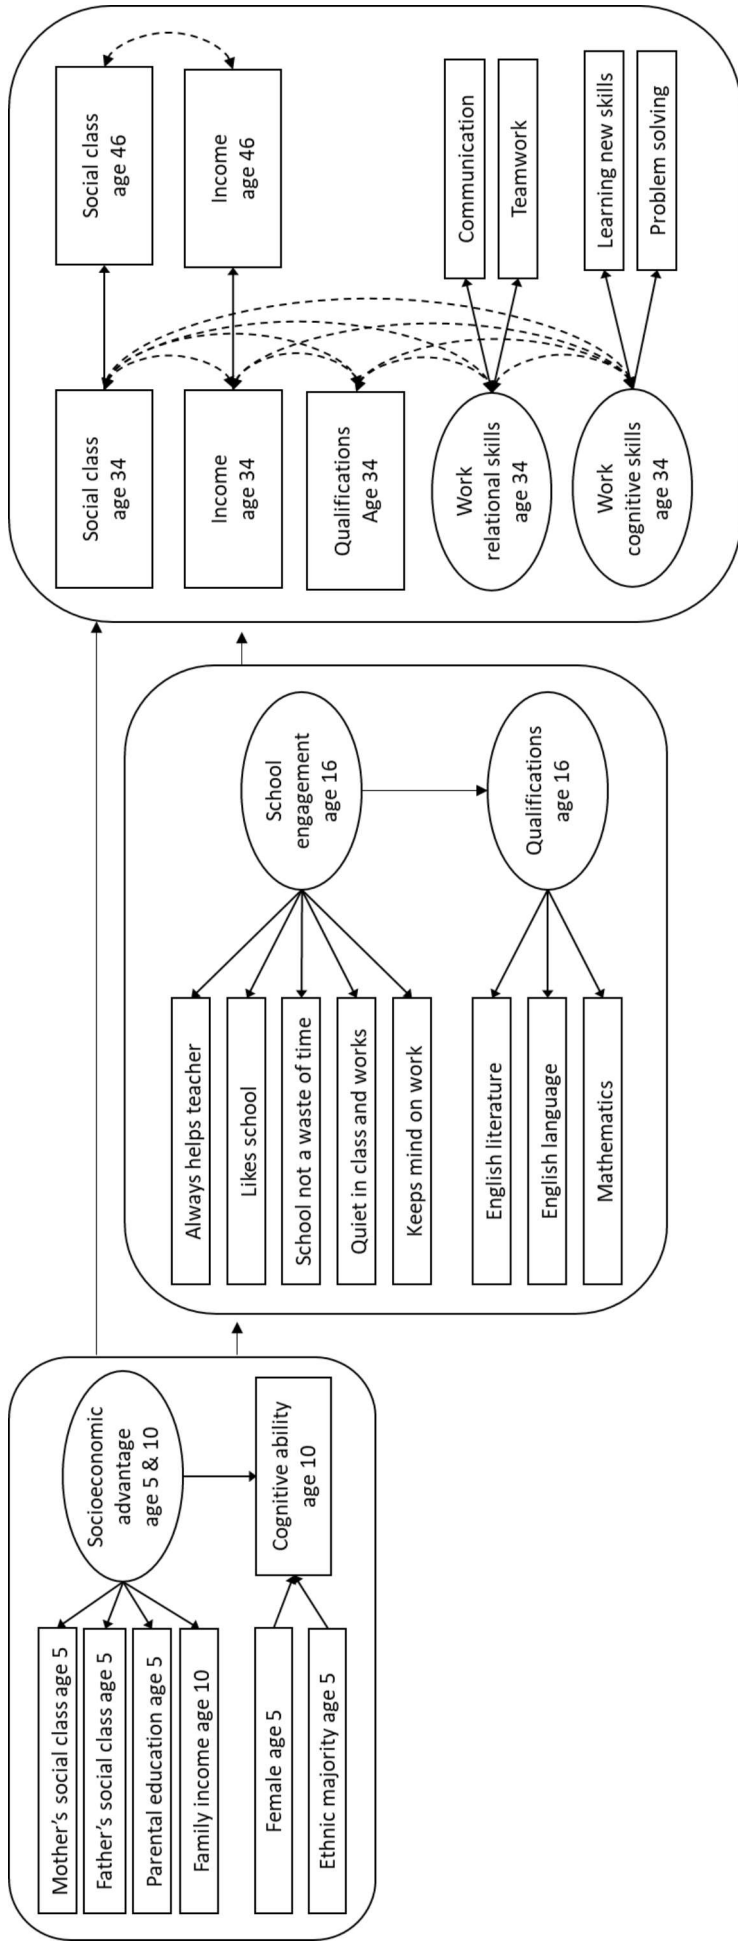 Mother's social class age 5
Father's social class age 5
Parental education age 5
Family income age 10
Female age 5
Ethnic majority age 5
Socioeconomic
advantage
age 5 & 10
Cognitive ability
age 10
Always helps teacher
Likes school
School not a waste of time
Quiet in class and works
Keeps mind on work
English literature
English language
Mathematics
School
engagement
age 16
Qualifications
age 16
Social class
age 34
Income
age 34
Qualifications
Age 34
Work
relational skills
age 34
Work
cognitive skills
age 34
Social class
age 46
Income
age 46
Communication
Teamwork
Learning new skills
Problem solving